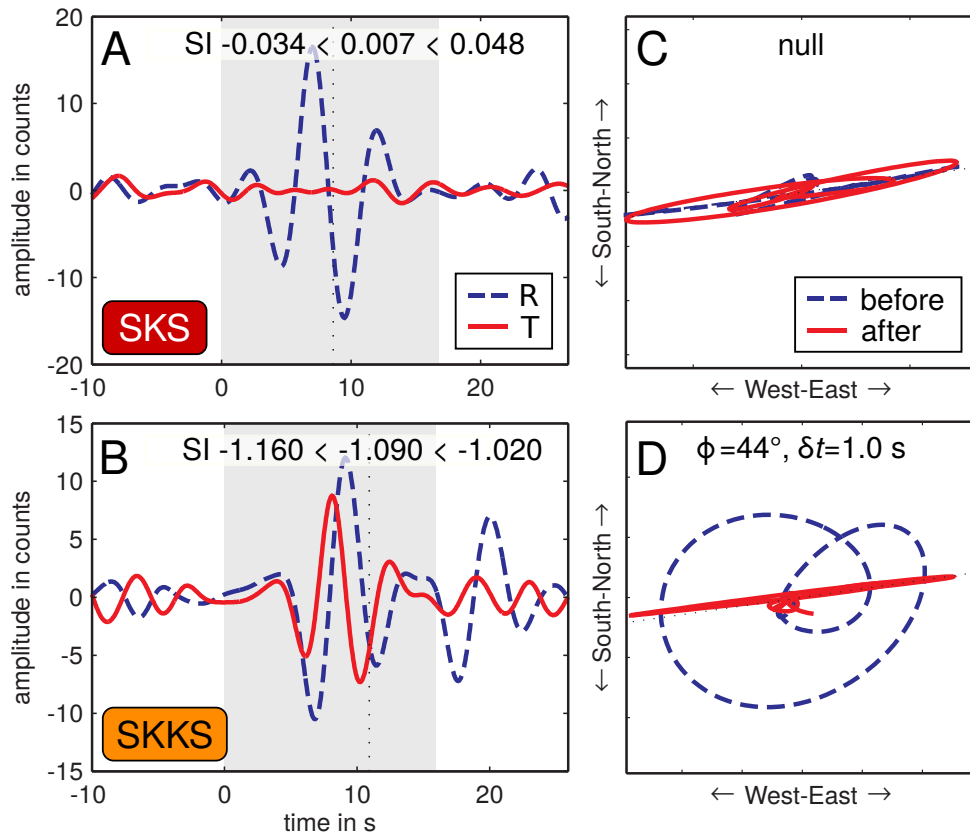 A
SI -0.034 < 0.007 < 0.048
20
10
0
-10
-20
amplitude in counts
SKS
R
T
-10
0
10
20
C
null
← South-North →
before
after
← West-East →
B
SI -1.160 < -1.090 < -1.020
15
10
5
0
-5
-10
-15
amplitude in counts
SKKS
-10
0
10
20
time in s
D
ϕ=44°, δt=1.0 s
← South-North →
← West-East →